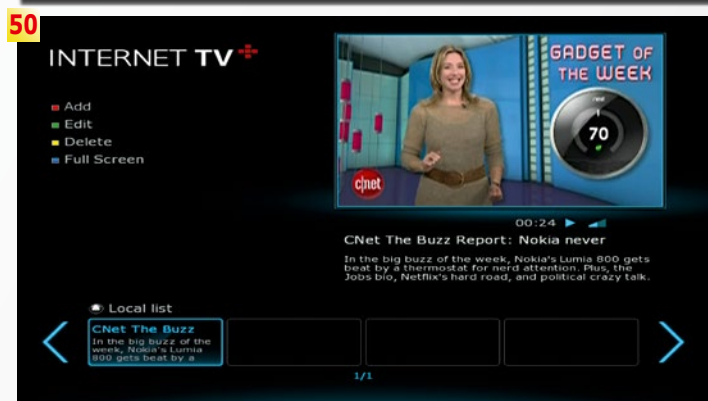 50
INTERNET TV+
Add
Edit
Delete
Full Screen
GADGET OF
THE WEEK
nest
70
c|net
00:24
CNet The Buzz Report: Nokia never
In the big buzz of the week, Nokia's Lumia 800 gets
beat by a thermostat for nerd attention. Plus, the
Jobs bio, Netflix's hard road, and political crazy talk.
Local list
CNet The Buzz
In the big buzz of the
week, Nokia's Lumia
800 gets beat by a
1/1